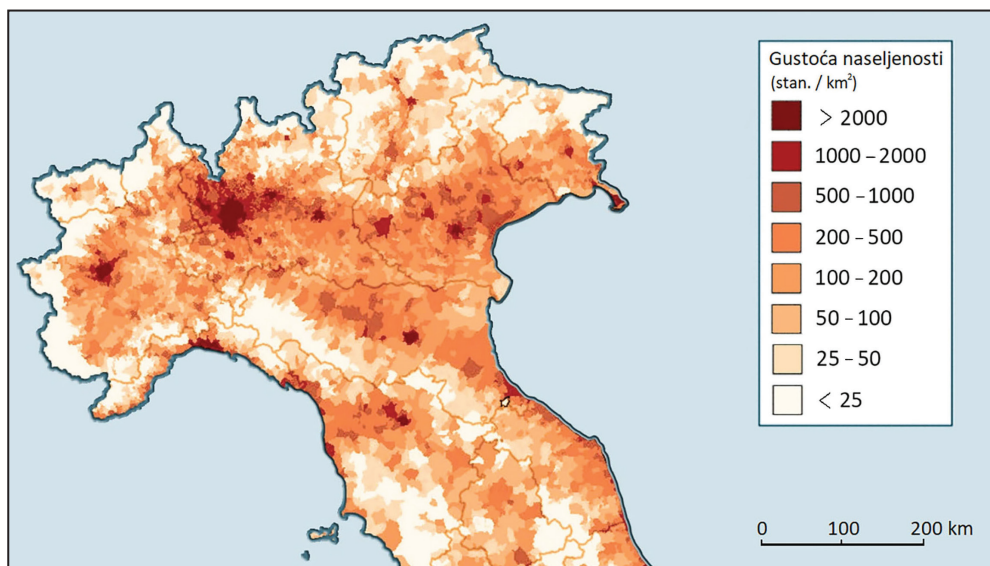 Gustoća naseljenosti
(stan. / km²)
> 2000
1000 – 2000
500 – 1000
200 – 500
100 – 200
50 – 100
25 – 50
< 25
0 100 200 km